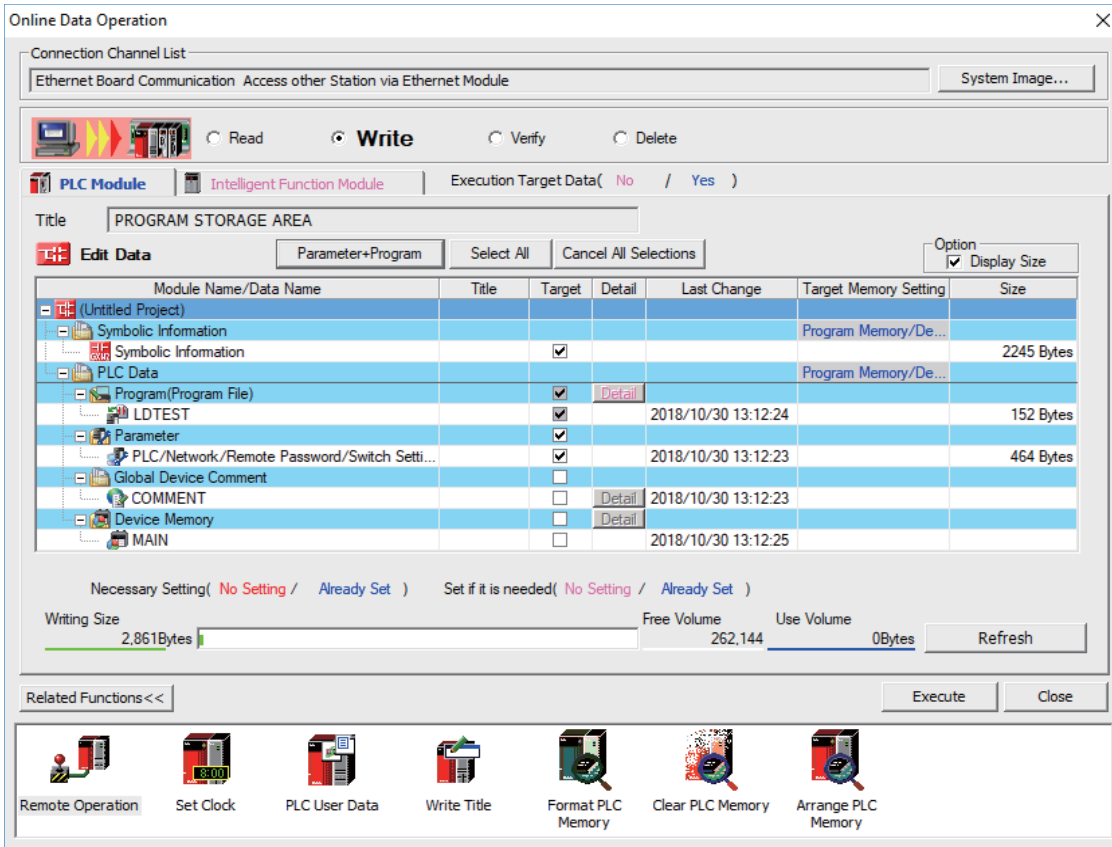 Online Data Operation
Connection Channel List
Ethernet Board Communication Access other Station via Ethernet Module
System Image...
Read Write Verify Delete
PLC Module Intelligent Function Module Execution Target Data( No / Yes )
Title PROGRAM STORAGE AREA
Edit Data Parameter+Program Select All Cancel All Selections Option
Display Size
Module Name/Data Name Title Target Detail Last Change Target Memory Setting Size
(Untitled Project)
Symbolic Information Program Memory/De...
Symbolic Information 2245 Bytes
PLC Data Program Memory/De...
Program(Program File) Detail
LDTEST 2018/10/30 13:12:24 152 Bytes
Parameter
PLC/Network/Remote Password/Switch Setti... 2018/10/30 13:12:23 464 Bytes
Global Device Comment
COMMENT Detail 2018/10/30 13:12:23
Device Memory Detail
MAIN 2018/10/30 13:12:25
Necessary Setting( No Setting / Already Set ) Set if it is needed( No Setting / Already Set )
Writing Size Free Volume Use Volume
2,861Bytes 262,144 0Bytes Refresh
Related Functions<< Execute Close
8:00
Remote Operation Set Clock PLC User Data Write Title Format PLC Clear PLC Memory Arrange PLC
Memory Memory